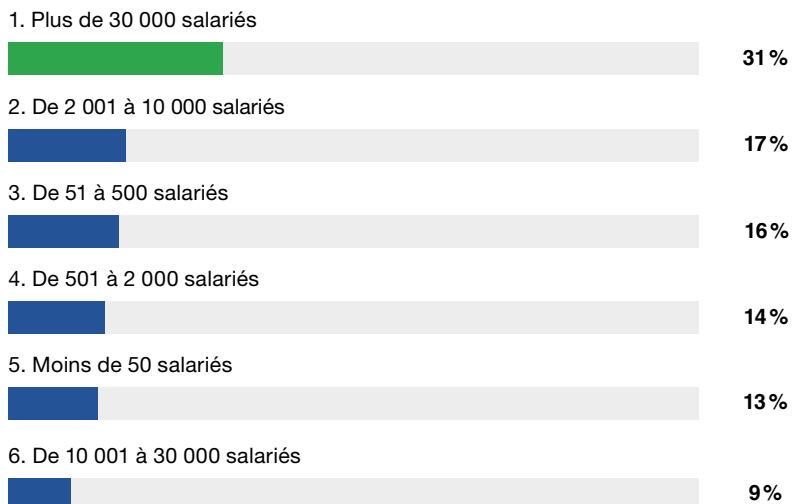 1. Plus de 30 000 salariés
31 %
2. De 2 001 à 10 000 salariés
17 %
3. De 51 à 500 salariés
16 %
4. De 501 à 2 000 salariés
14 %
5. Moins de 50 salariés
13 %
6. De 10 001 à 30 000 salariés
9 %